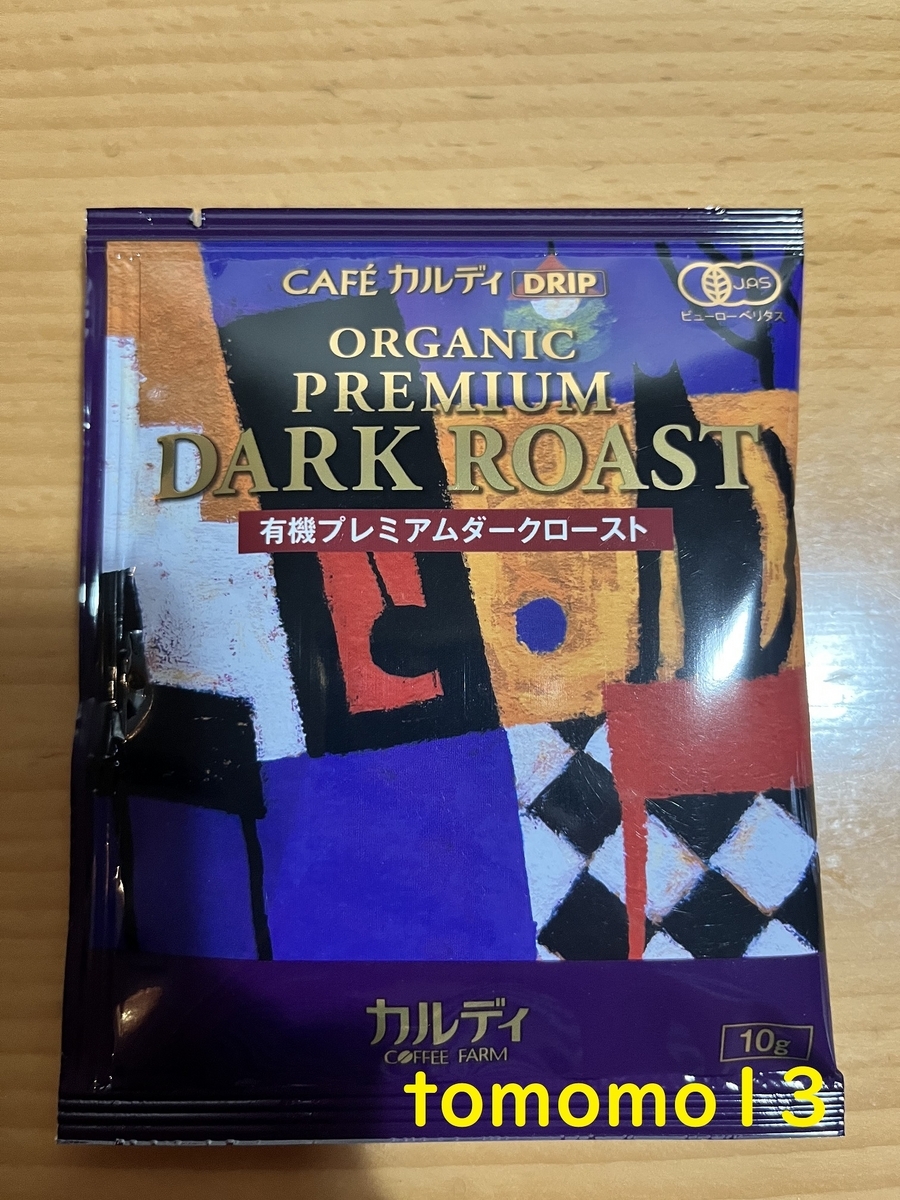 CAFÉ カルディ DRIP
JAS
ビューローベリタス
ORGANIC
PREMIUM
DARK ROAST
有機プレミアムダークロースト
カルディ
COFFEE FARM
10g
tomomo13